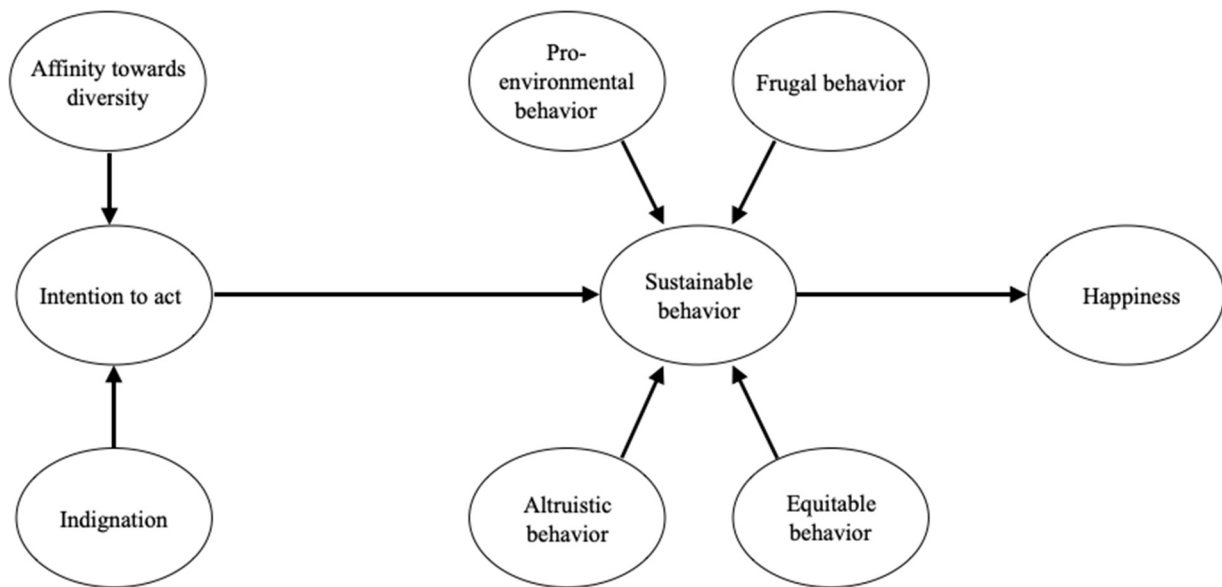 Affinity towards
diversity
Pro-
environmental
behavior
Frugal behavior
Intention to act
Sustainable
behavior
Happiness
Indignation
Altruistic
behavior
Equitable
behavior